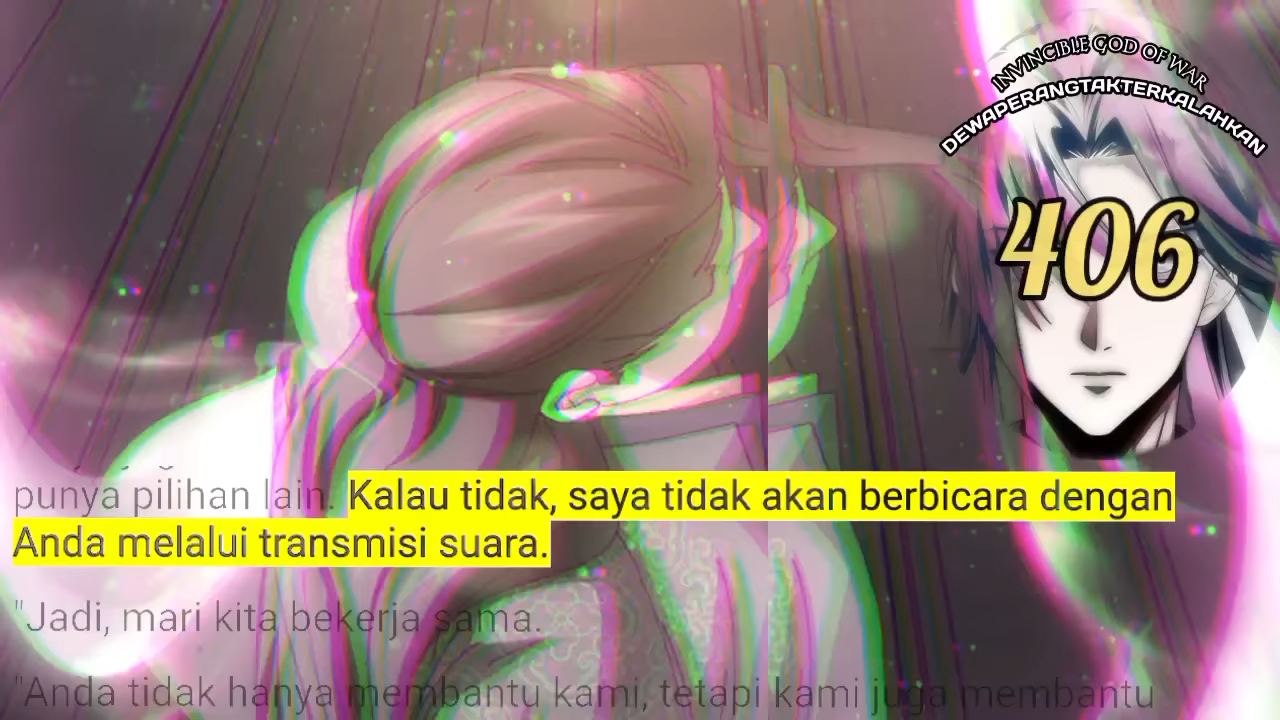 INVINCIBLE GOD OF WAR
DEWAPERANGTAKTERKALAHKAN
406
punya pilihan lain. Kalau tidak, saya tidak akan berbicara dengan
Anda melalui transmisi suara.
"Jadi, mari kita bekerja sama.
"Anda tidak hanya membantu kami, tetapi kami juga membantu